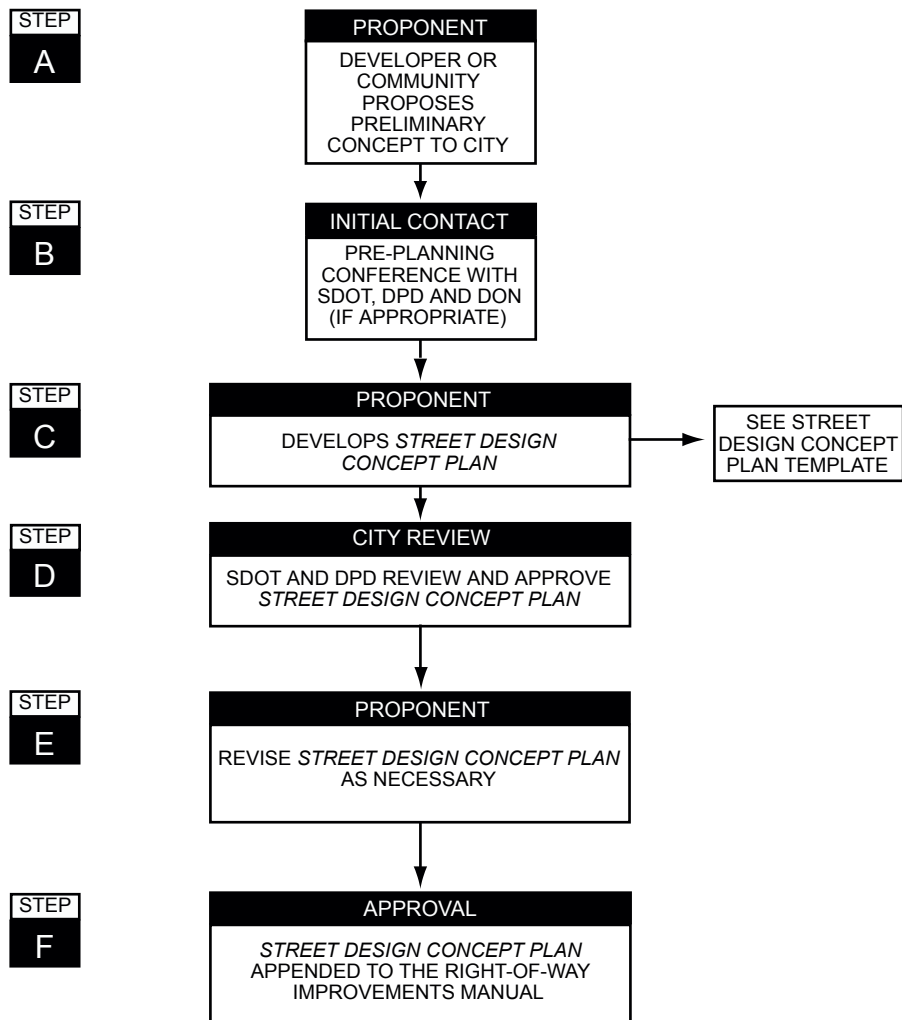 STEP
A
PROPONENT
DEVELOPER OR
COMMUNITY
PROPOSES
PRELIMINARY
CONCEPT TO CITY
STEP
B
INITIAL CONTACT
PRE-PLANNING
CONFERENCE WITH
SDOT, DPD AND DON
(IF APPROPRIATE)
STEP
C
PROPONENT
DEVELOPS STREET DESIGN
CONCEPT PLAN
SEE STREET
DESIGN CONCEPT
PLAN TEMPLATE
STEP
D
CITY REVIEW
SDOT AND DPD REVIEW AND APPROVE
STREET DESIGN CONCEPT PLAN
STEP
E
PROPONENT
REVISE STREET DESIGN CONCEPT PLAN
AS NECESSARY
STEP
F
APPROVAL
STREET DESIGN CONCEPT PLAN
APPENDED TO THE RIGHT-OF-WAY
IMPROVEMENTS MANUAL